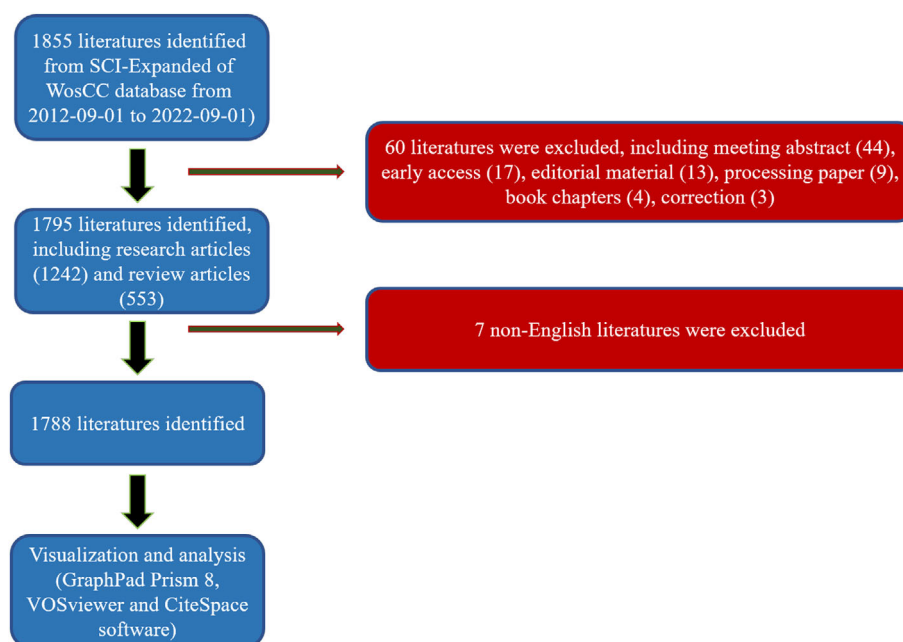 1855 literatures identified
from SCI-Expanded of
WosCC database from
2012-09-01 to 2022-09-01)
60 literatures were excluded, including meeting abstract (44),
early access (17), editorial material (13), processing paper (9),
book chapters (4), correction (3)
1795 literatures identified,
including research articles
(1242) and review articles
(553)
7 non-English literatures were excluded
1788 literatures identified
Visualization and analysis
(GraphPad Prism 8,
VOSviewer and CiteSpace
software)